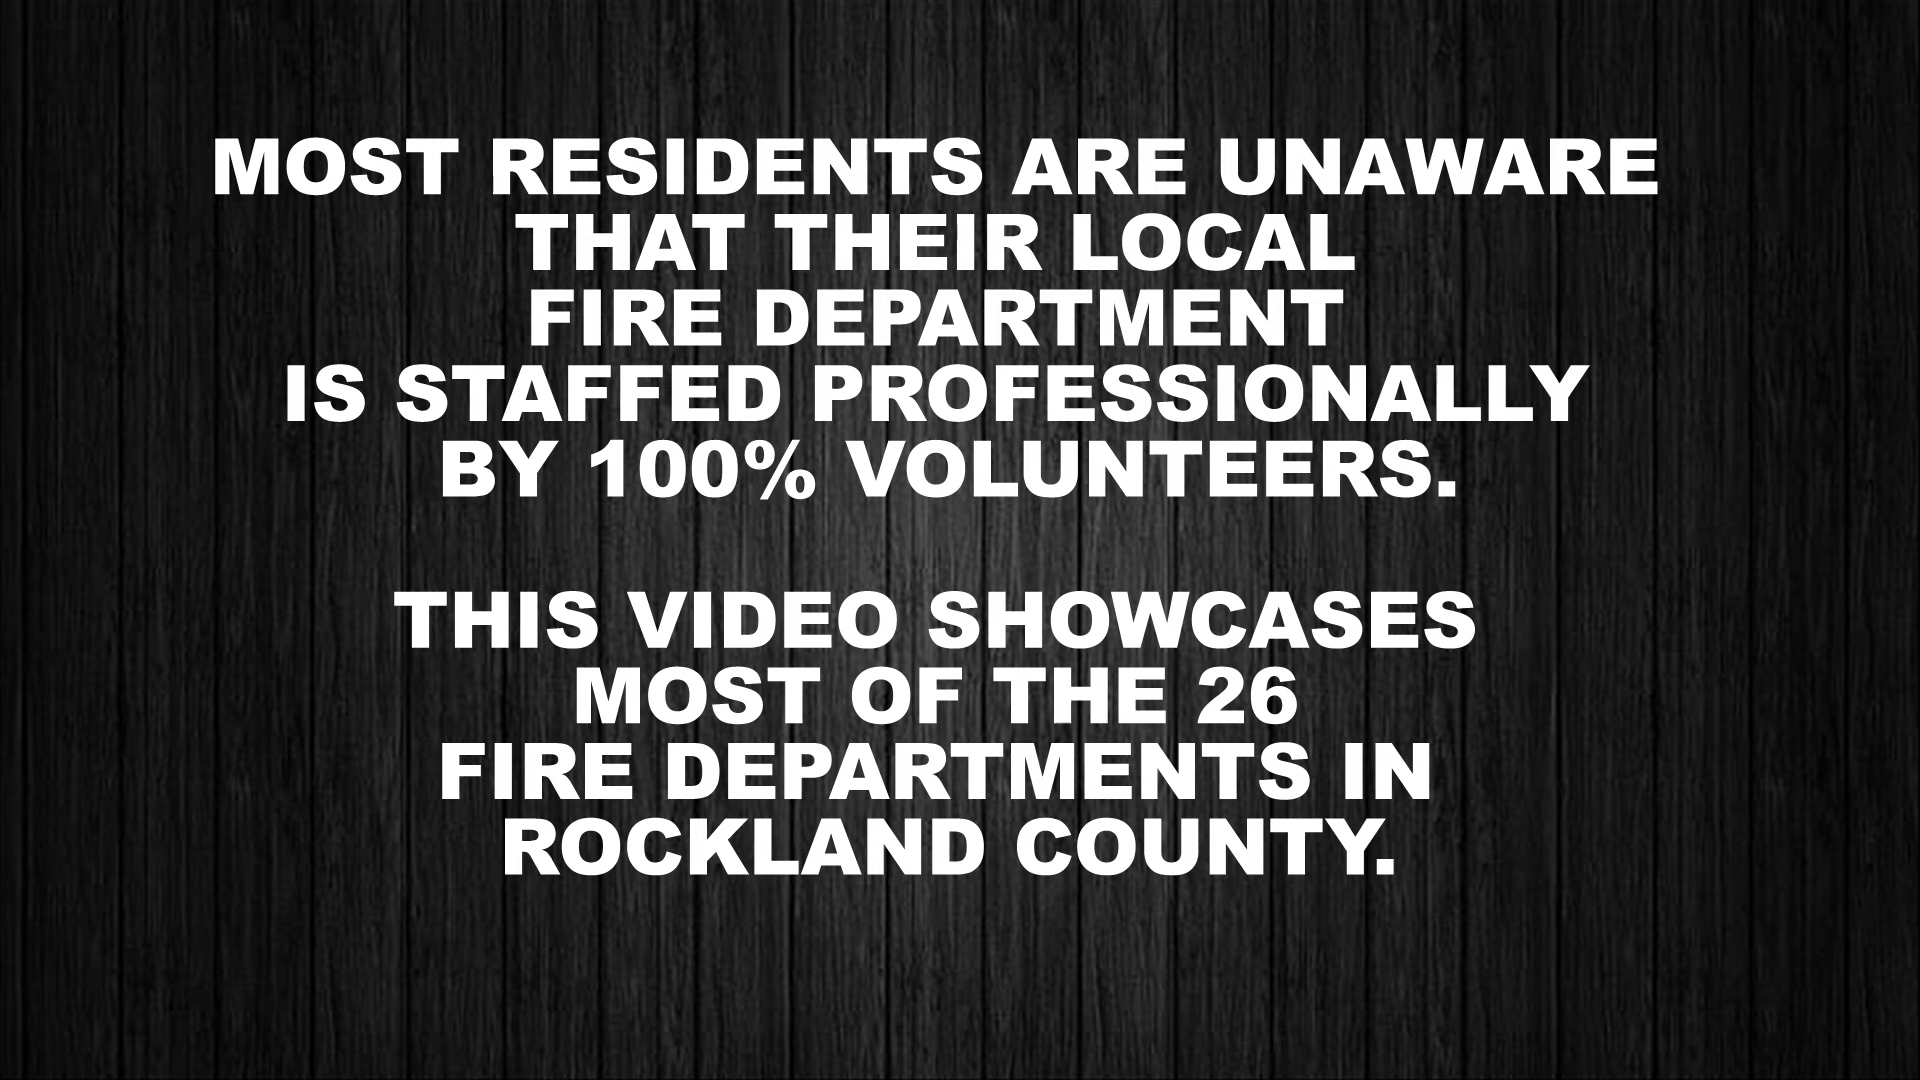 MOST RESIDENTS ARE UNAWARE
THAT THEIR LOCAL
FIRE DEPARTMENT
IS STAFFED PROFESSIONALLY
BY 100% VOLUNTEERS.
THIS VIDEO SHOWCASES
MOST OF THE 26
FIRE DEPARTMENTS IN
ROCKLAND COUNTY.